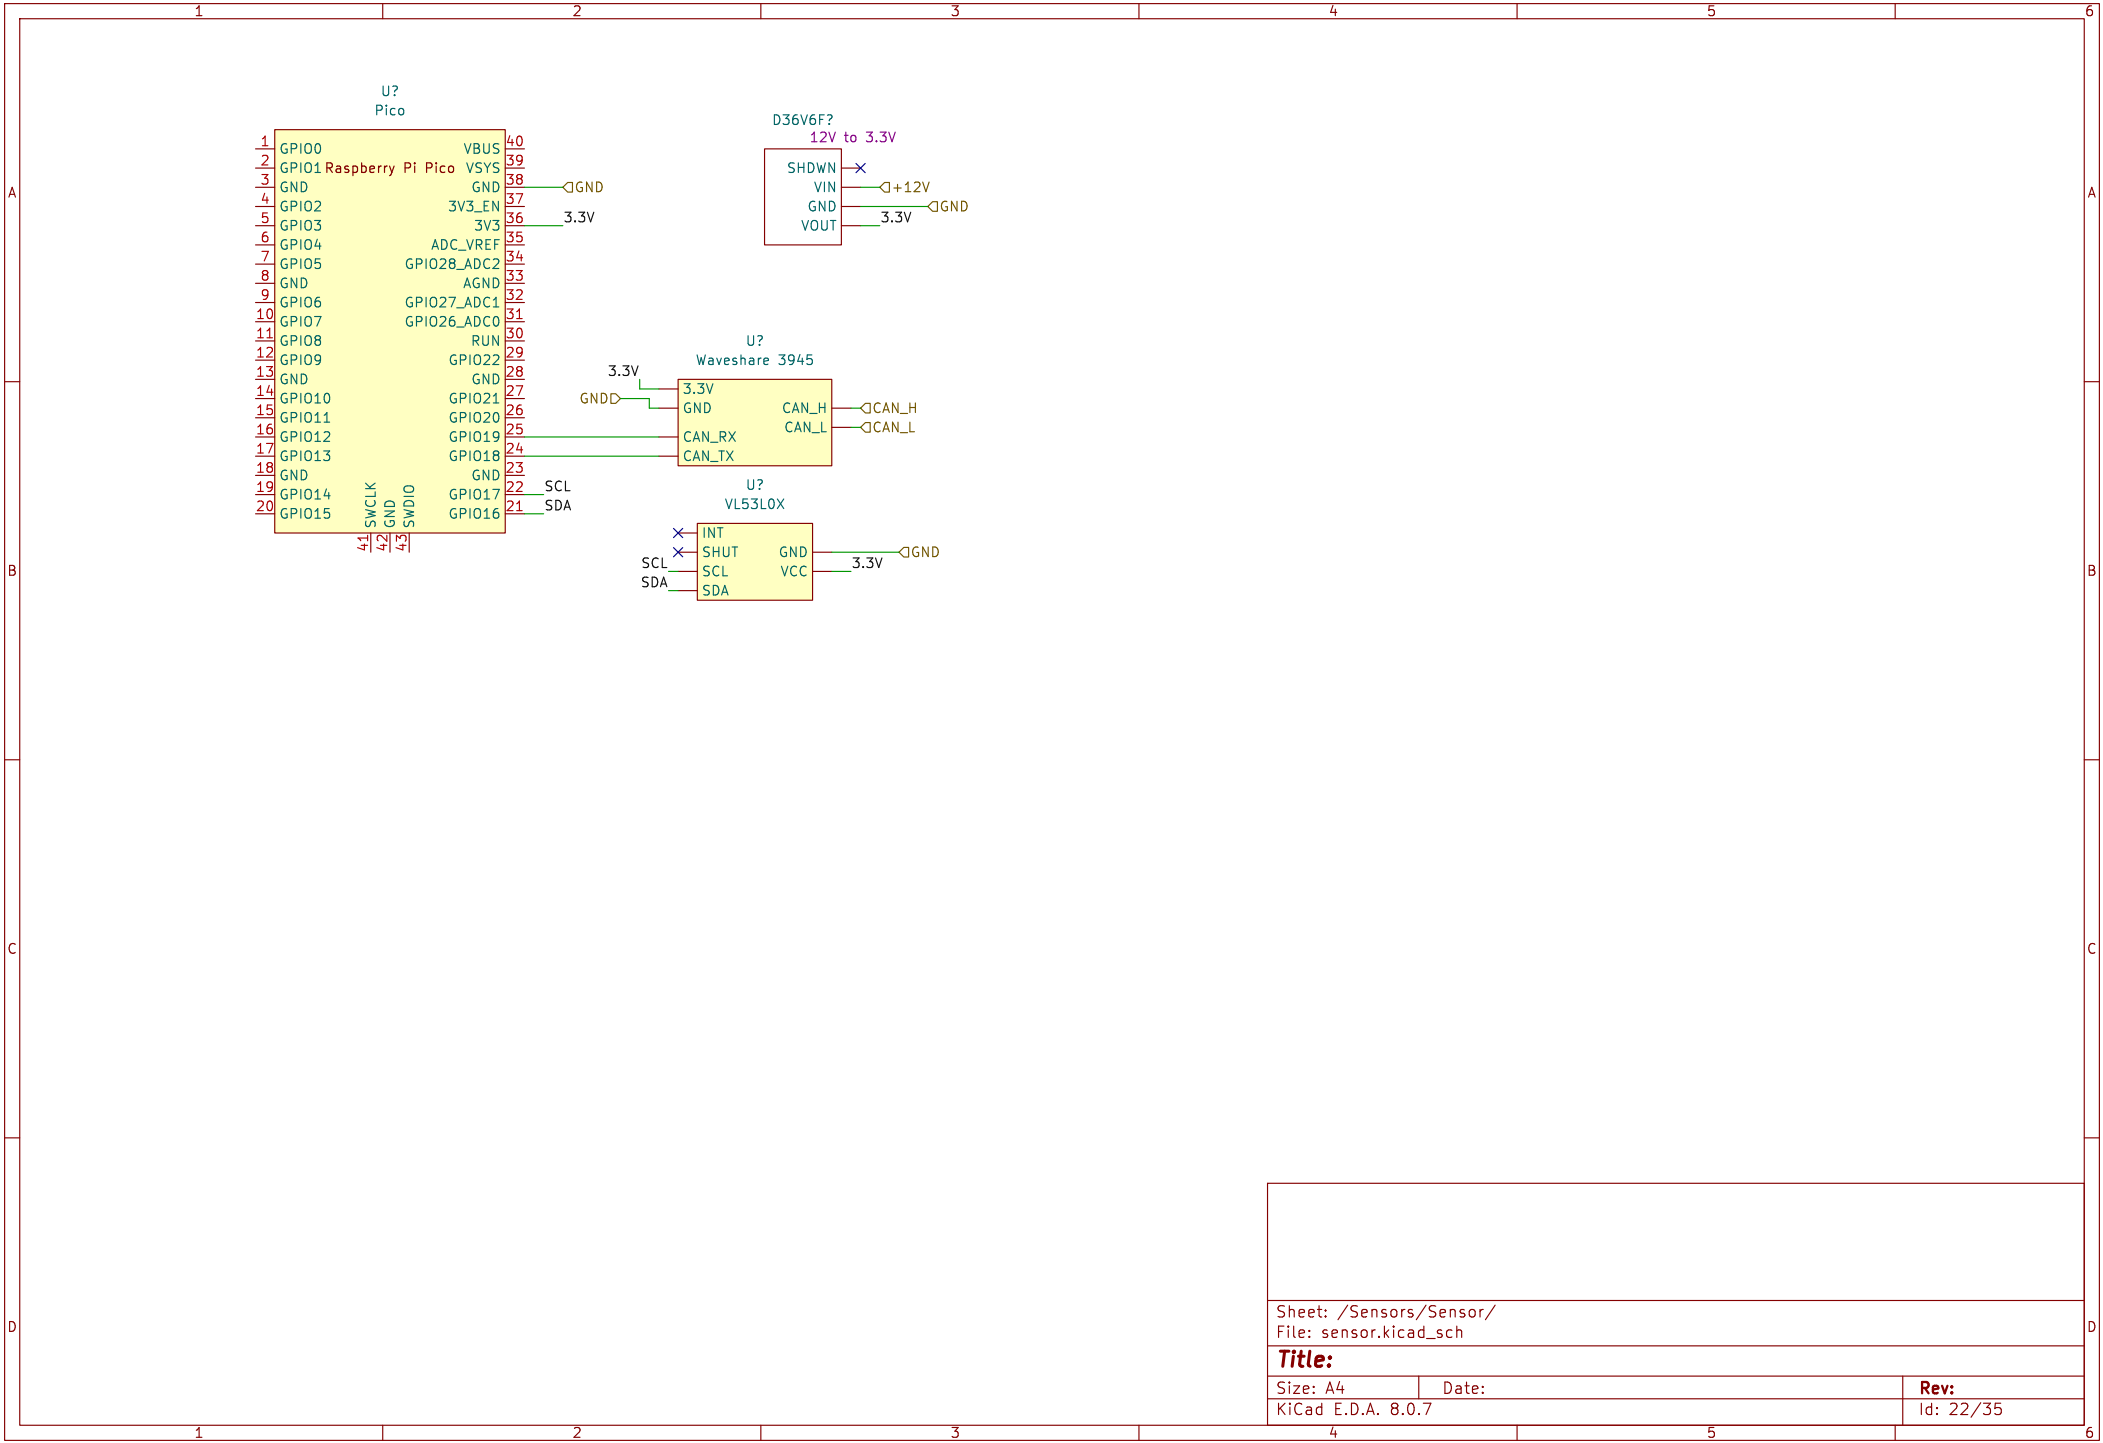 1 2 3 4 5 6
A
B
C
D
A
B
C
D
U?
Pico
Raspberry Pi Pico
1 GPIO0
2 GPIO1
3 GND
4 GPIO2
5 GPIO3
6 GPIO4
7 GPIO5
8 GND
9 GPIO6
10 GPIO7
11 GPIO8
12 GPIO9
13 GND
14 GPIO10
15 GPIO11
16 GPIO12
17 GPIO13
18 GND
19 GPIO14
20 GPIO15
VBUS 40
VSYS 39
GND 38 GND
3V3_EN 37
3V3 36 3.3V
ADC_VREF 35
GPIO28_ADC2 34
AGND 33
GPIO27_ADC1 32
GPIO26_ADC0 31
RUN 30
GPIO22 29
GND 28
GPIO21 27
GPIO20 26
GPIO19 25
GPIO18 24
GND 23
GPIO17 22 SCL
GPIO16 21 SDA
SWCLK 41
GND 42
SWDIO 43
D36V6F?
12V to 3.3V
SHDWN
VIN +12V
GND GND
VOUT 3.3V
U?
Waveshare 3945
3.3V 3.3V
GND GND
CAN_RX
CAN_TX
CAN_H CAN_H
CAN_L CAN_L
U?
VL53L0X
INT
SHUT
SCL SCL
SDA SDA
GND GND
VCC 3.3V
Sheet: /Sensors/Sensor/
File: sensor.kicad_sch
Title:
Size: A4 Date: Rev:
KiCad E.D.A. 8.0.7 Id: 22/35
1 2 3 4 5 6